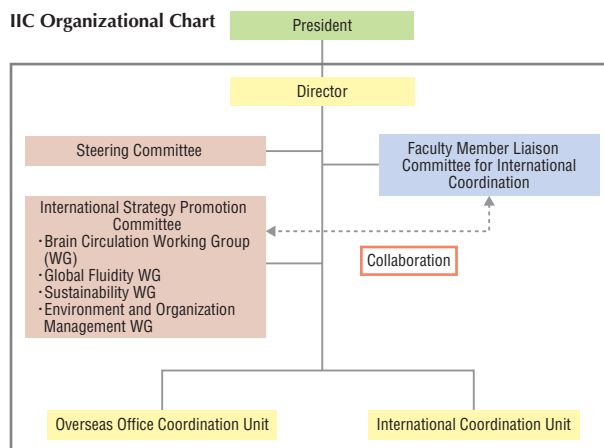 IIC Organizational Chart
President
Director
Steering Committee
Faculty Member Liaison
Committee for International
Coordination
International Strategy Promotion
Committee
・Brain Circulation Working Group
(WG)
・Global Fluidity WG
・Sustainability WG
・Environment and Organization
Management WG
Collaboration
Overseas Office Coordination Unit
International Coordination Unit